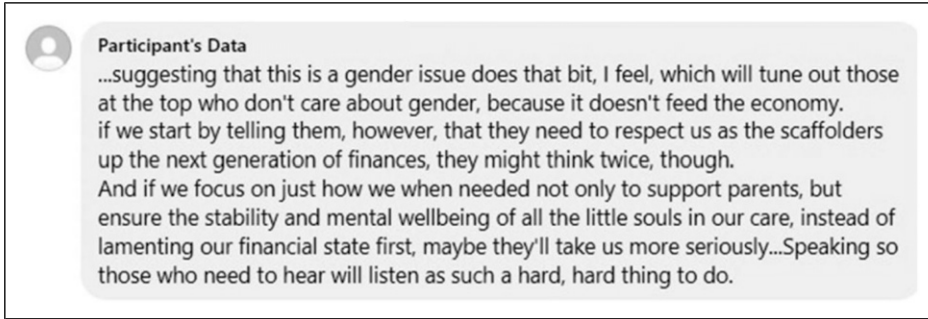 Participant's Data
...suggesting that this is a gender issue does that bit, I feel, which will tune out those
at the top who don't care about gender, because it doesn't feed the economy.
if we start by telling them, however, that they need to respect us as the scaffolders
up the next generation of finances, they might think twice, though.
And if we focus on just how we when needed not only to support parents, but
ensure the stability and mental wellbeing of all the little souls in our care, instead of
lamenting our financial state first, maybe they'll take us more seriously...Speaking so
those who need to hear will listen as such a hard, hard thing to do.